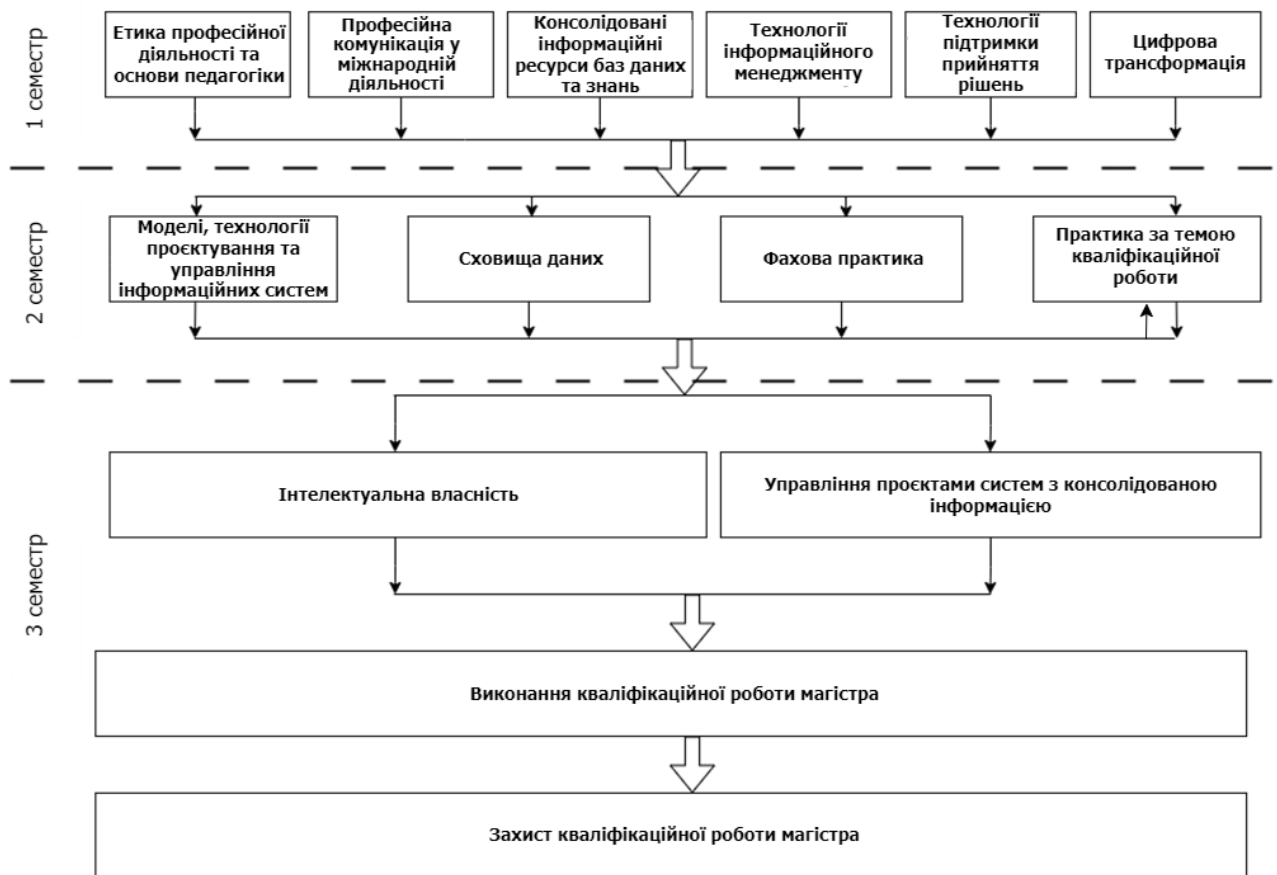 1 семестр
Етика професійної
діяльності та
основи педагогіки
Професійна
комунікація у
міжнародній
діяльності
Консолідовані
інформаційні
ресурси баз даних
та знань
Технології
інформаційного
менеджменту
Технології
підтримки
прийняття
рішень
Цифрова
трансформація
2 семестр
Моделі, технології
проєктування та
управління
інформаційних систем
Сховища даних
Фахова практика
Практика за темою
кваліфікаційної
роботи
3 семестр
Інтелектуальна власність
Управління проєктами систем з консолідованою
інформацією
Виконання кваліфікаційної роботи магістра
Захист кваліфікаційної роботи магістра